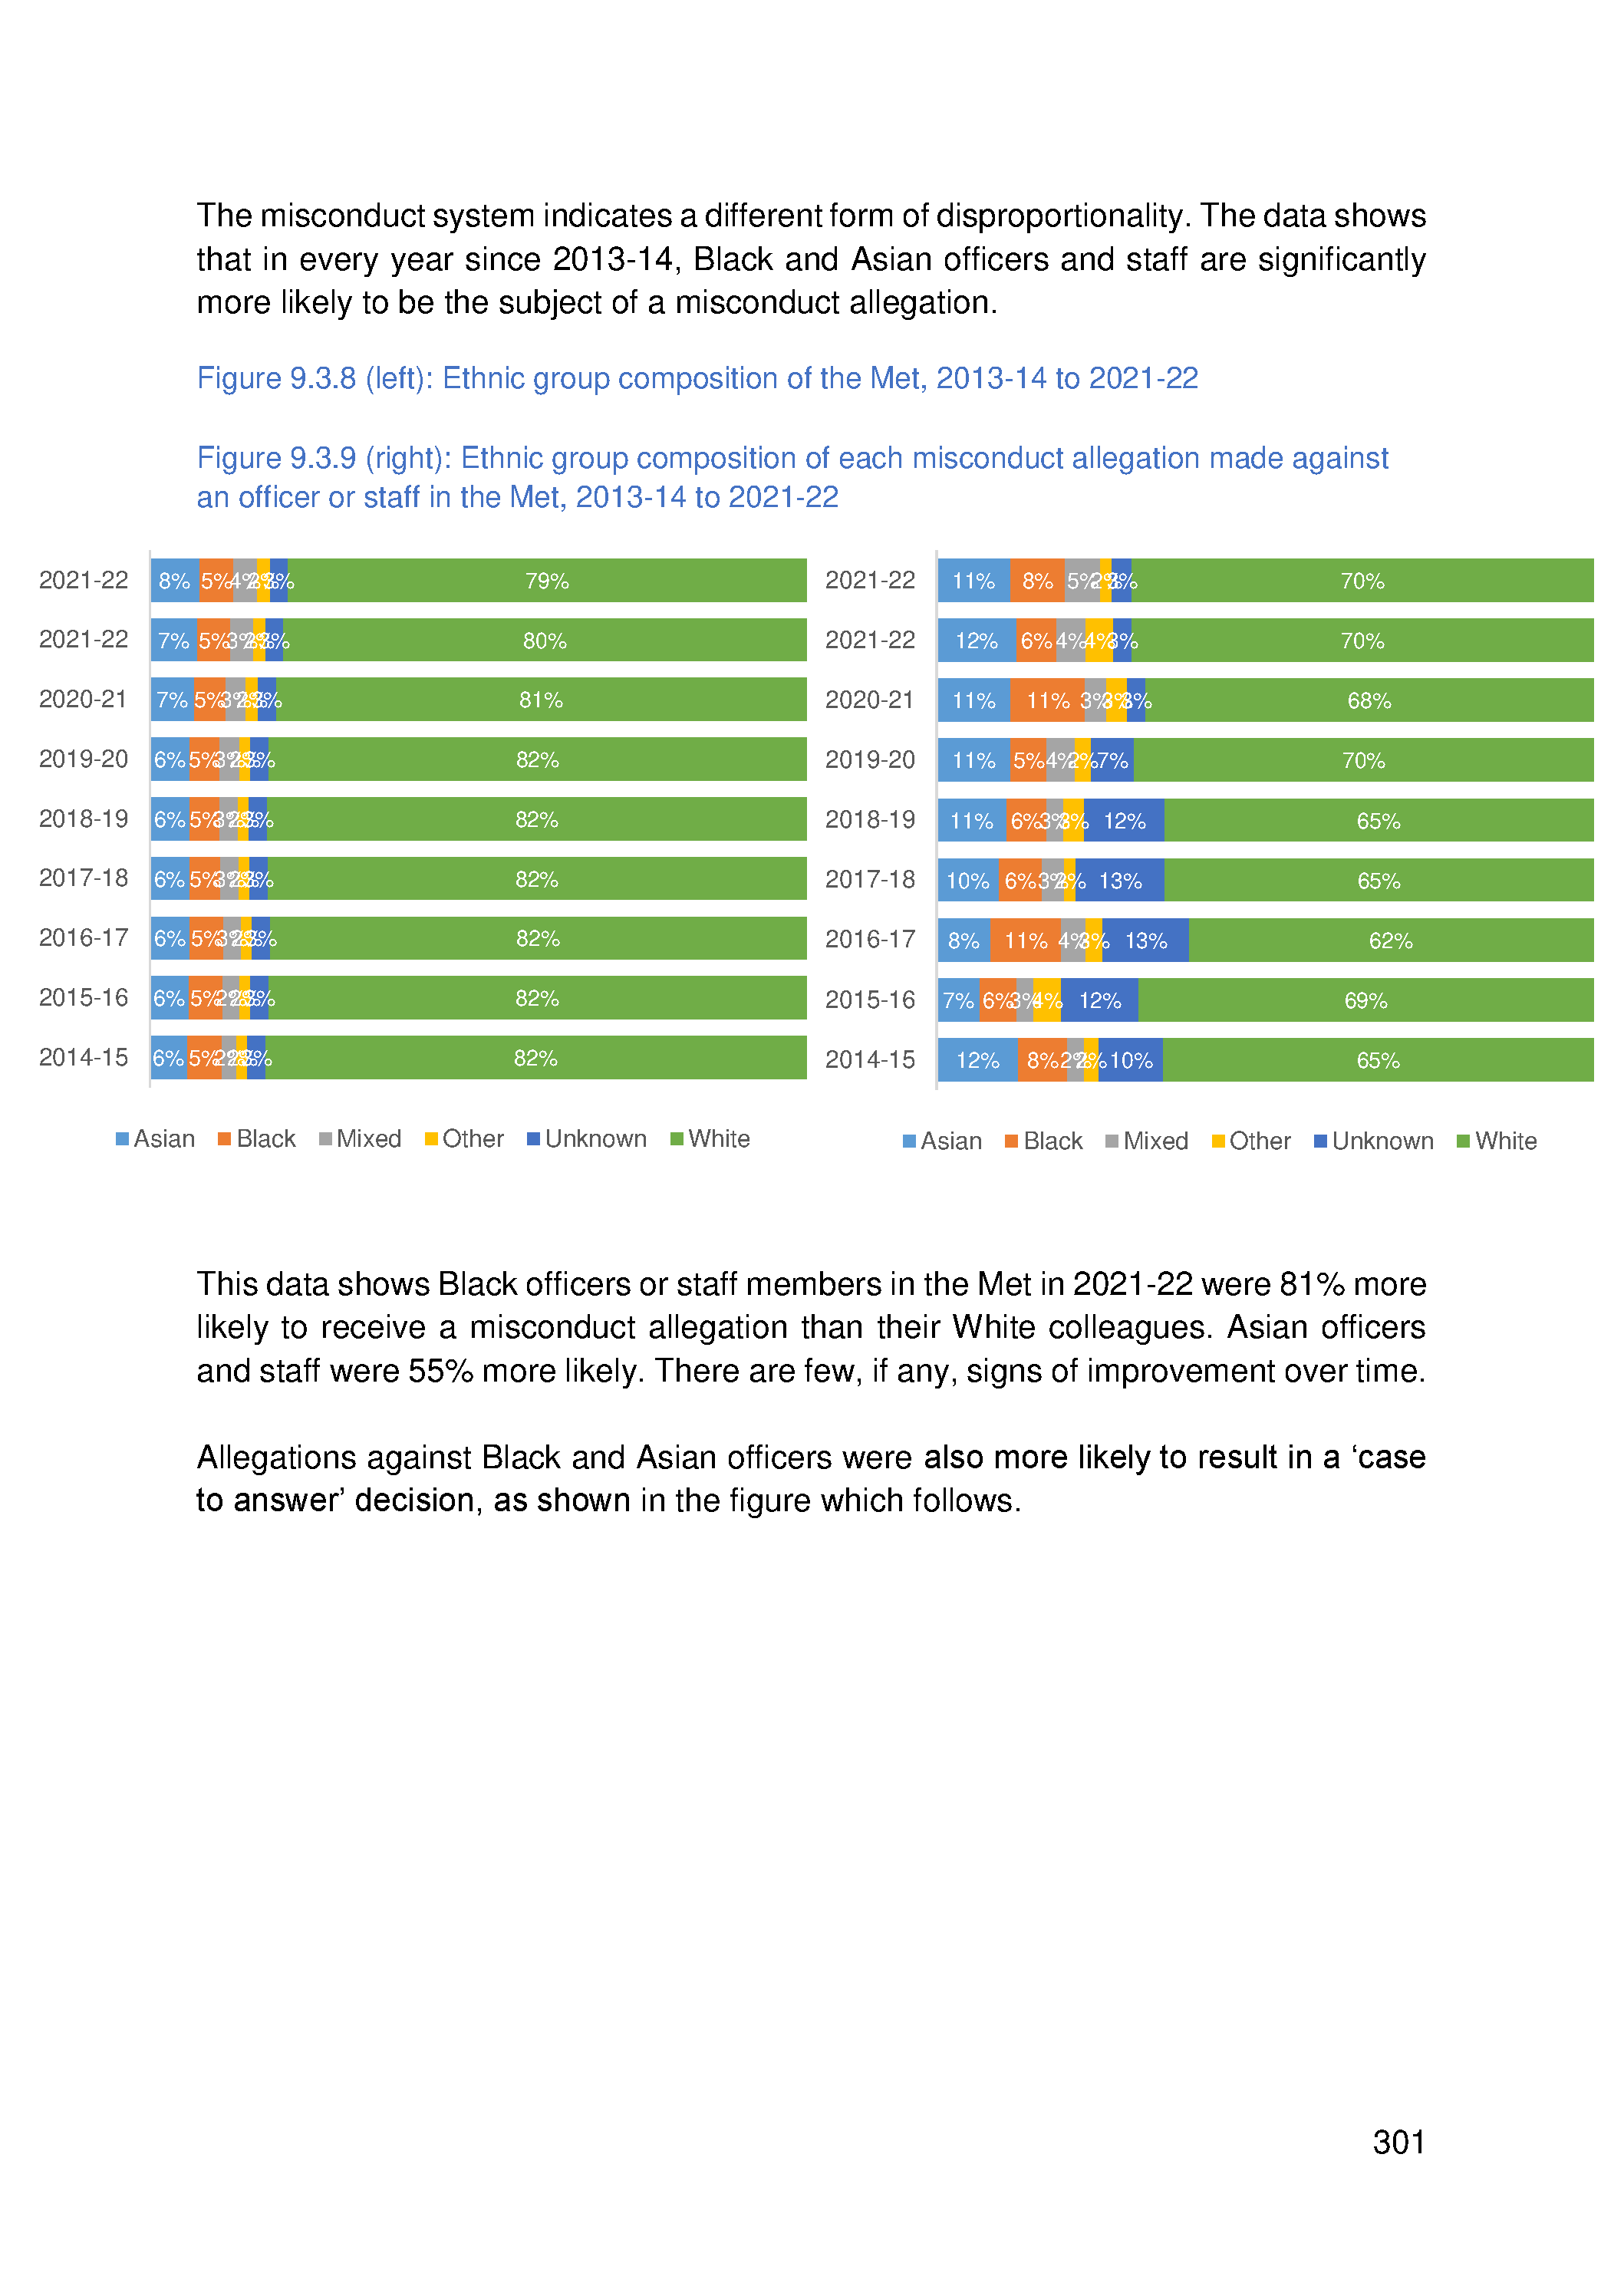 The misconduct system indicates a different form of disproportionality. The data shows
that in every year since 2013-14, Black and Asian officers and staff are significantly
more likely to be the subject of a misconduct allegation.
Figure 9.3.8 (left): Ethnic group composition of the Met, 2013-14 to 2021-22
Figure 9.3.9 (right): Ethnic group composition of each misconduct allegation made against
an officer or staff in the Met, 2013-14 to 2021-22
2021-22 8% 5% 4% 2% 3% 79%
2021-22 7% 5% 3% 2% 3% 80%
2020-21 7% 5% 3% 2% 3% 81%
2019-20 6% 5% 3% 2% 3% 82%
2018-19 6% 5% 3% 2% 3% 82%
2017-18 6% 5% 3% 2% 3% 82%
2016-17 6% 5% 3% 2% 3% 82%
2015-16 6% 5% 2% 2% 3% 82%
2014-15 6% 5% 2% 2% 3% 82%
Asian Black Mixed Other Unknown White
2021-22 11% 8% 5% 2% 3% 70%
2021-22 12% 6% 4% 4% 3% 70%
2020-21 11% 11% 3% 3% 3% 68%
2019-20 11% 5% 4% 2% 7% 70%
2018-19 11% 6% 3% 3% 12% 65%
2017-18 10% 6% 3% 2% 13% 65%
2016-17 8% 11% 4% 3% 13% 62%
2015-16 7% 6% 3% 4% 12% 69%
2014-15 12% 8% 2% 2% 10% 65%
Asian Black Mixed Other Unknown White
This data shows Black officers or staff members in the Met in 2021-22 were 81% more
likely to receive a misconduct allegation than their White colleagues. Asian officers
and staff were 55% more likely. There are few, if any, signs of improvement over time.
Allegations against Black and Asian officers were also more likely to result in a ‘case
to answer’ decision, as shown in the figure which follows.
301